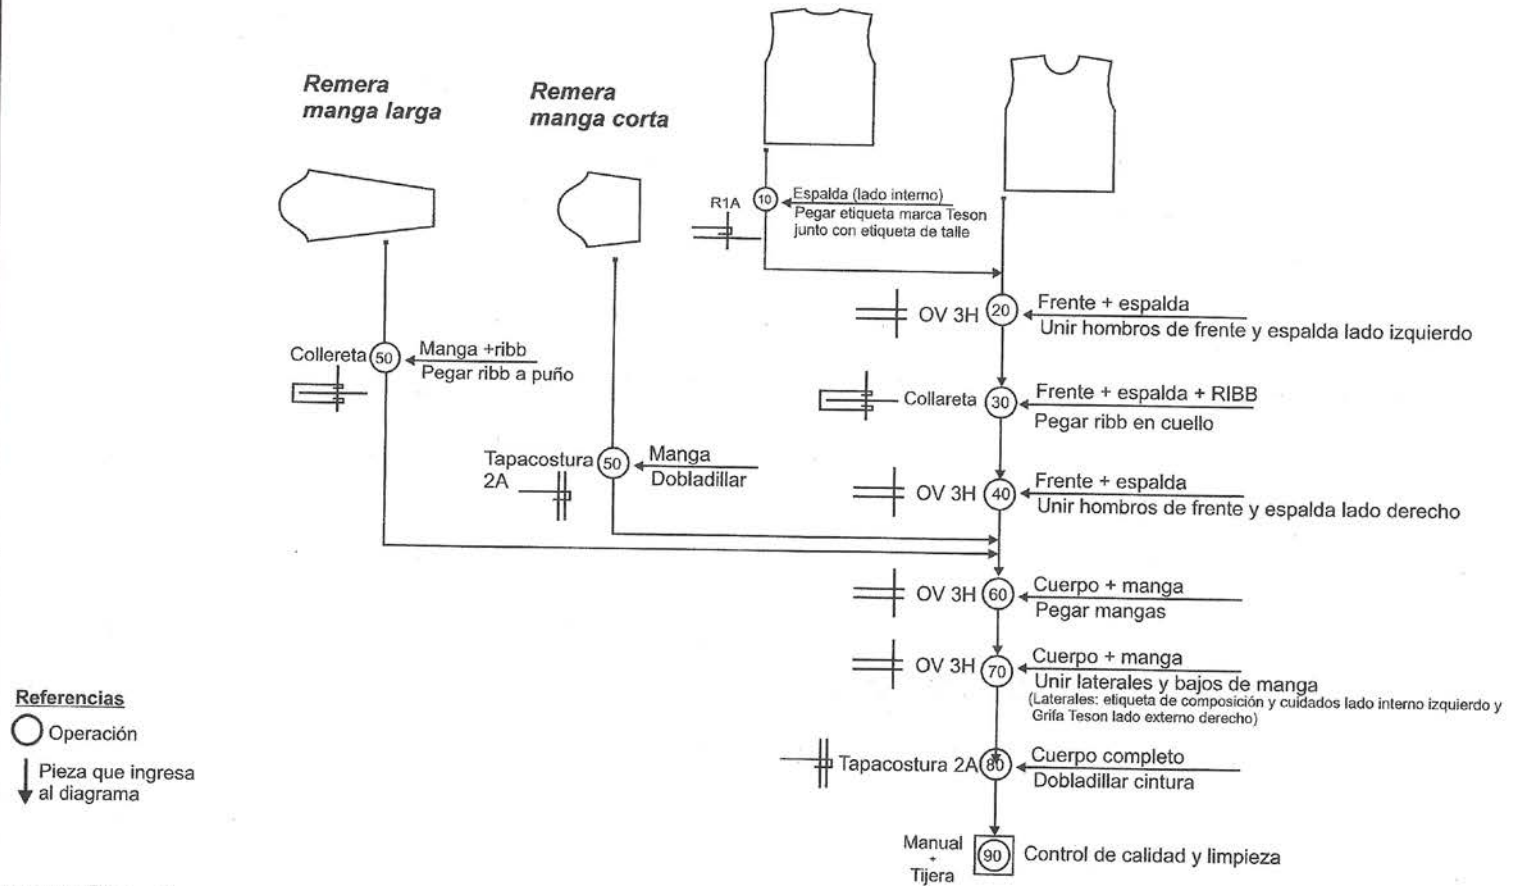 Remera
manga larga
Remera
manga corta
R1A
10
Espalda (lado interno)
Pegar etiqueta marca Teson
junto con etiqueta de talle
OV 3H
20
Frente + espalda
Unir hombros de frente y espalda lado izquierdo
Collereta
50
Manga +ribb
Pegar ribb a puño
Collareta
30
Frente + espalda + RIBB
Pegar ribb en cuello
Tapacostura
2A
50
Manga
Dobladillar
OV 3H
40
Frente + espalda
Unir hombros de frente y espalda lado derecho
OV 3H
60
Cuerpo + manga
Pegar mangas
OV 3H
70
Cuerpo + manga
Unir laterales y bajos de manga
(Laterales: etiqueta de composición y cuidados lado interno izquierdo y
Grifa Teson lado externo derecho)
Referencias
Operación
Pieza que ingresa
al diagrama
Tapacostura 2A
80
Cuerpo completo
Dobladillar cintura
Manual
+
Tijera
90
Control de calidad y limpieza